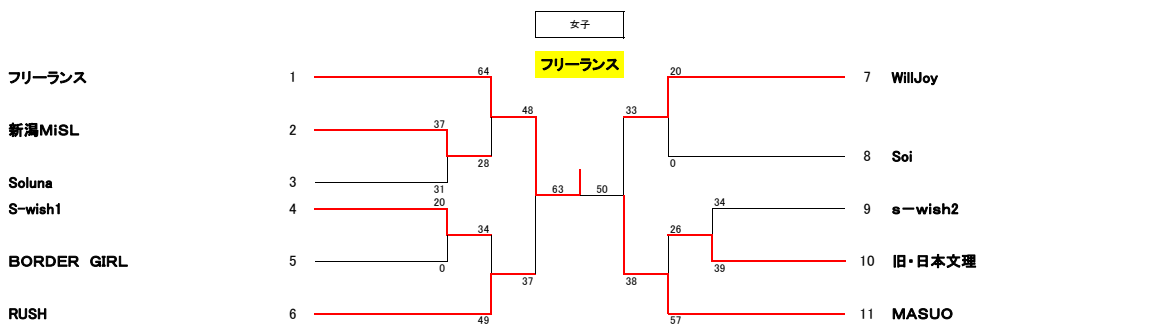 女子
フリーランス
フリーランス 1 64 20 7 WillJoy
48 33
新潟MiSL 2 37
28 0 8 Soi
Soluna 3 31
63 50
S-wish1 4 20 34 9 s－wish2
34 26
BORDER GIRL 5 0 39 10 旧・日本文理
37 38
RUSH 6 49 57 11 MASUO